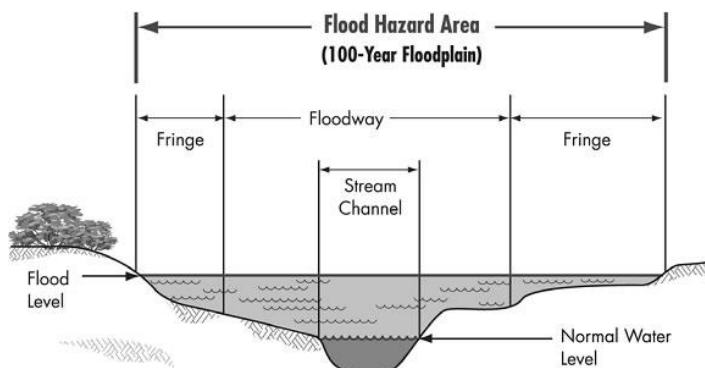 Flood Hazard Area
(100-Year Floodplain)
Fringe
Floodway
Fringe
Stream
Channel
Flood
Level
Normal Water
Level